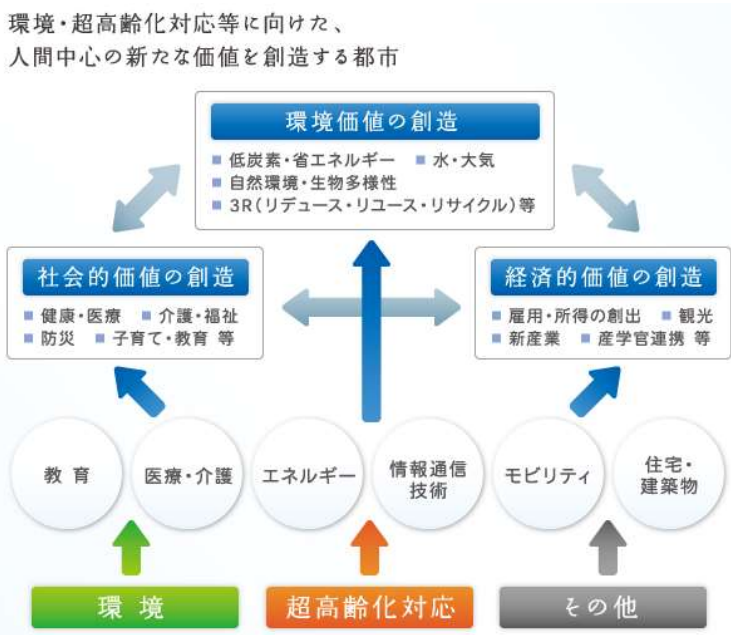 環境・超高齢化対応等に向けた、
人間中心の新たな価値を創造する都市
環境価値の創造
■ 低炭素・省エネルギー ■ 水・大気
■ 自然環境・生物多様性
■ 3R(リデュース・リユース・リサイクル)等
社会的価値の創造
■ 健康・医療 ■ 介護・福祉
■ 防災 ■ 子育て・教育 等
経済的価値の創造
■ 雇用・所得の創出 ■ 観光
■ 新産業 ■ 産学官連携 等
教育
医療・介護
エネルギー
情報通信
技術
モビリティ
住宅・
建築物
環境
超高齢化対応
その他